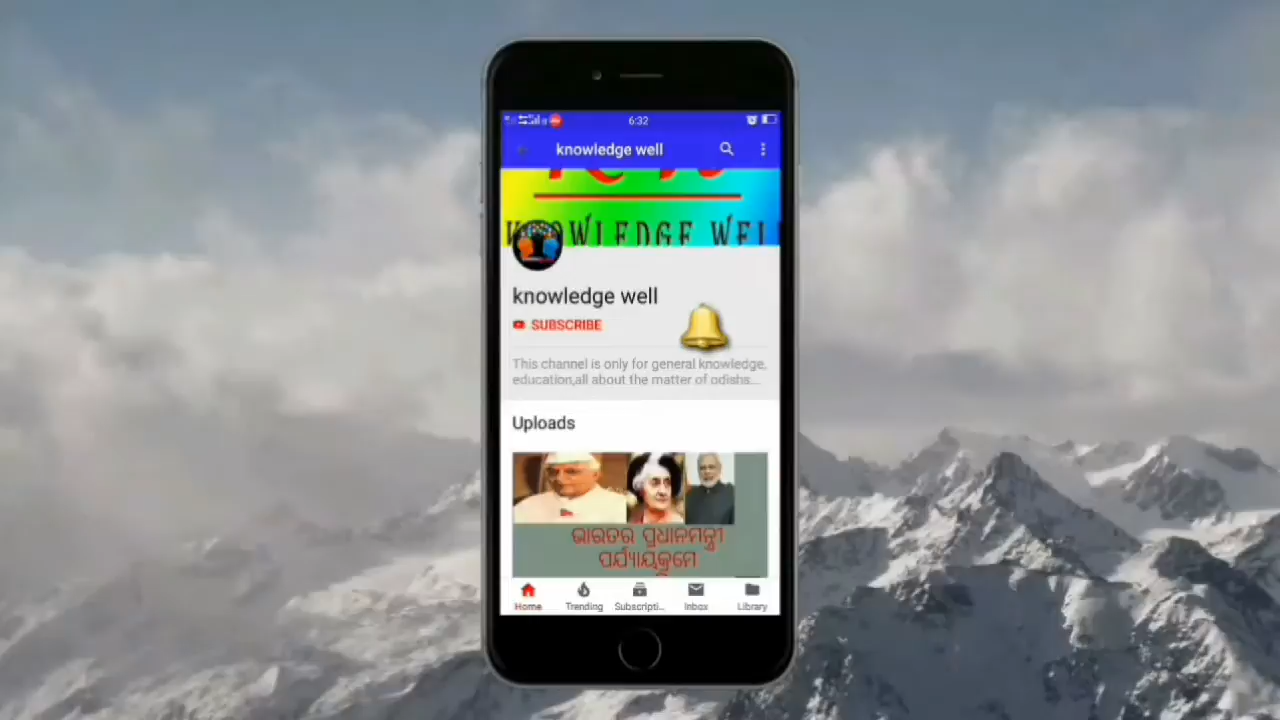 6:32
knowledge well
KNOWLEDGE WELL
knowledge well
SUBSCRIBE
This channel is only for general knowledge,
education,all about the matter of odisha...
Uploads
ଭାରତର ପ୍ରଧାନମନ୍ତ୍ରୀ
ପର୍ଯ୍ୟାୟକ୍ରମେ
Home Trending Subscripti... Inbox Library